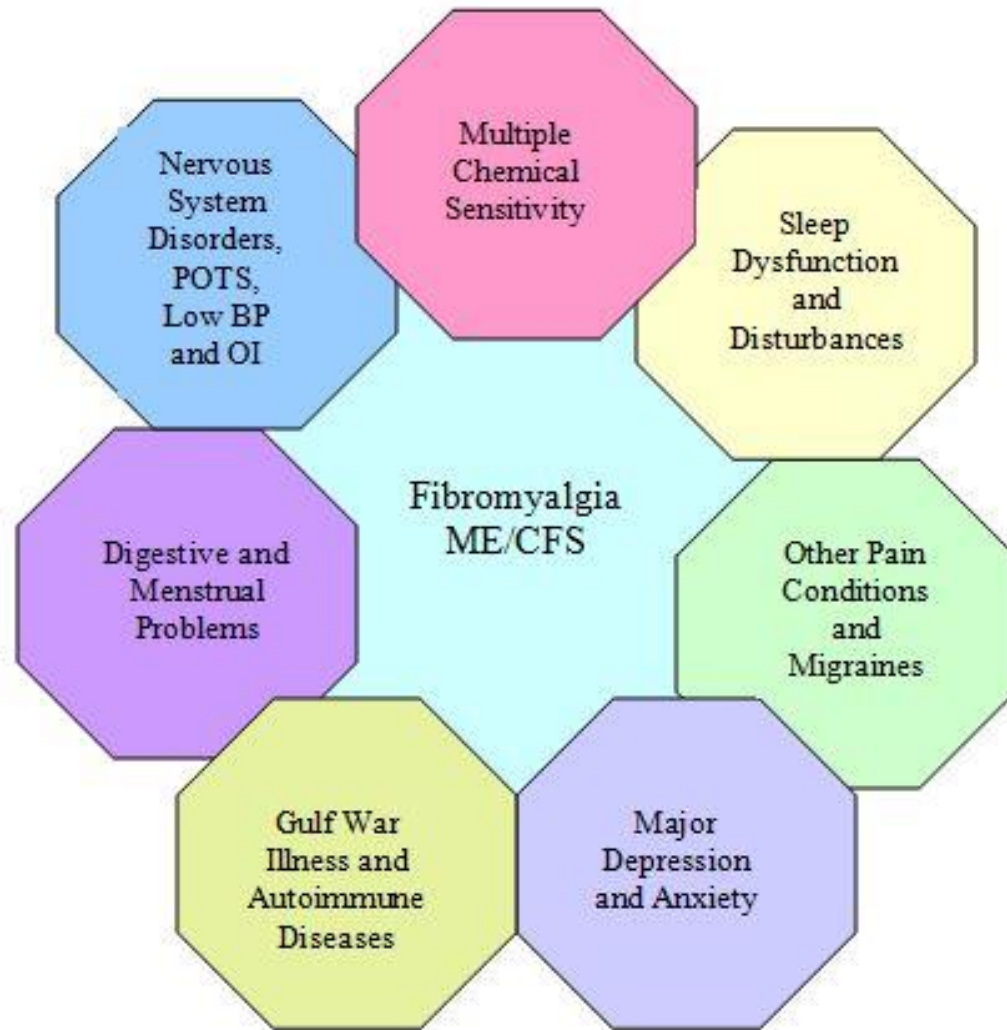 Multiple
Chemical
Sensitivity
Nervous
System
Disorders,
POTS,
Low BP
and OI
Sleep
Dysfunction
and
Disturbances
Fibromyalgia
ME/CFS
Digestive and
Menstrual
Problems
Other Pain
Conditions
and
Migraines
Gulf War
Illness and
Autoimmune
Diseases
Major
Depression
and Anxiety